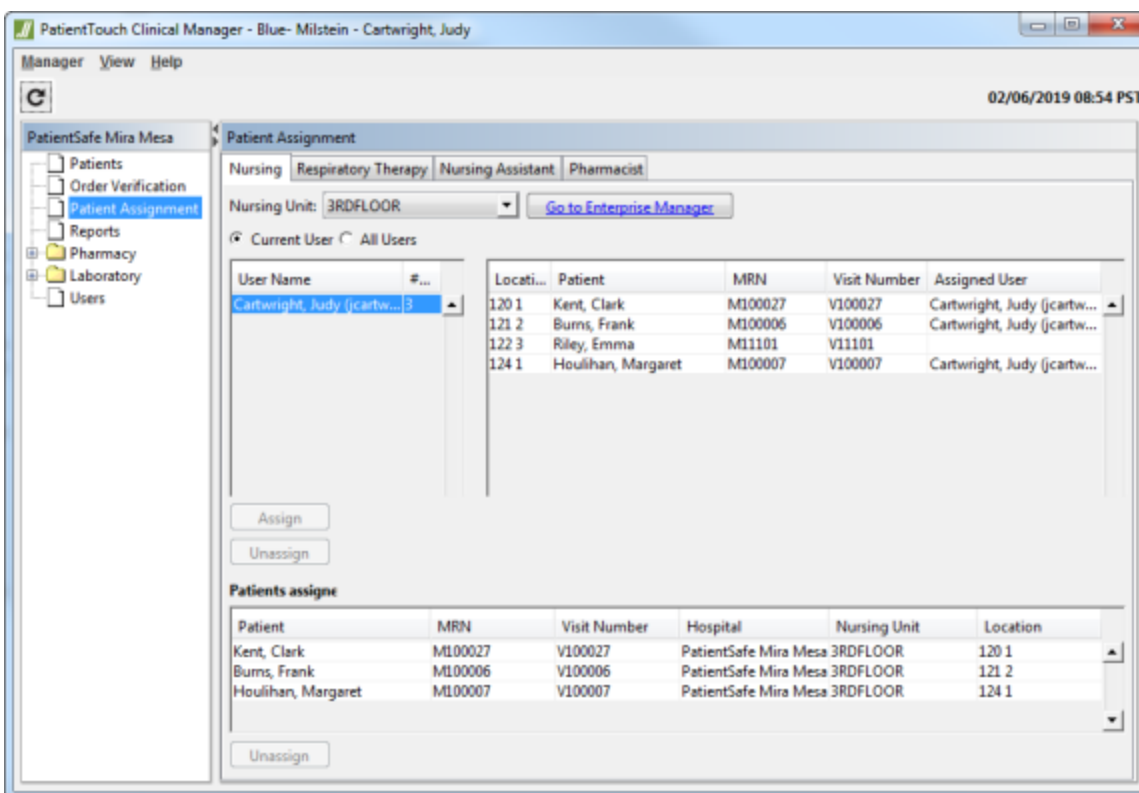 PatientTouch Clinical Manager - Blue- Milstein - Cartwright, Judy
Manager View Help
02/06/2019 08:54 PST
PatientSafe Mira Mesa
Patients
Order Verification
Patient Assignment
Reports
Pharmacy
Laboratory
Users
Patient Assignment
Nursing Respiratory Therapy Nursing Assistant Pharmacist
Nursing Unit: 3RDFLOOR Go to Enterprise Manager
Current User All Users
User Name #...
Cartwright, Judy (jcartw... 3
Locati... Patient MRN Visit Number Assigned User
120 1 Kent, Clark M100027 V100027 Cartwright, Judy (jcartw...
121 2 Burns, Frank M100006 V100006 Cartwright, Judy (jcartw...
122 3 Riley, Emma M11101 V11101
124 1 Houlihan, Margaret M100007 V100007 Cartwright, Judy (jcartw...
Assign
Unassign
Patients assigne
Patient MRN Visit Number Hospital Nursing Unit Location
Kent, Clark M100027 V100027 PatientSafe Mira Mesa 3RDFLOOR 120 1
Burns, Frank M100006 V100006 PatientSafe Mira Mesa 3RDFLOOR 121 2
Houlihan, Margaret M100007 V100007 PatientSafe Mira Mesa 3RDFLOOR 124 1
Unassign